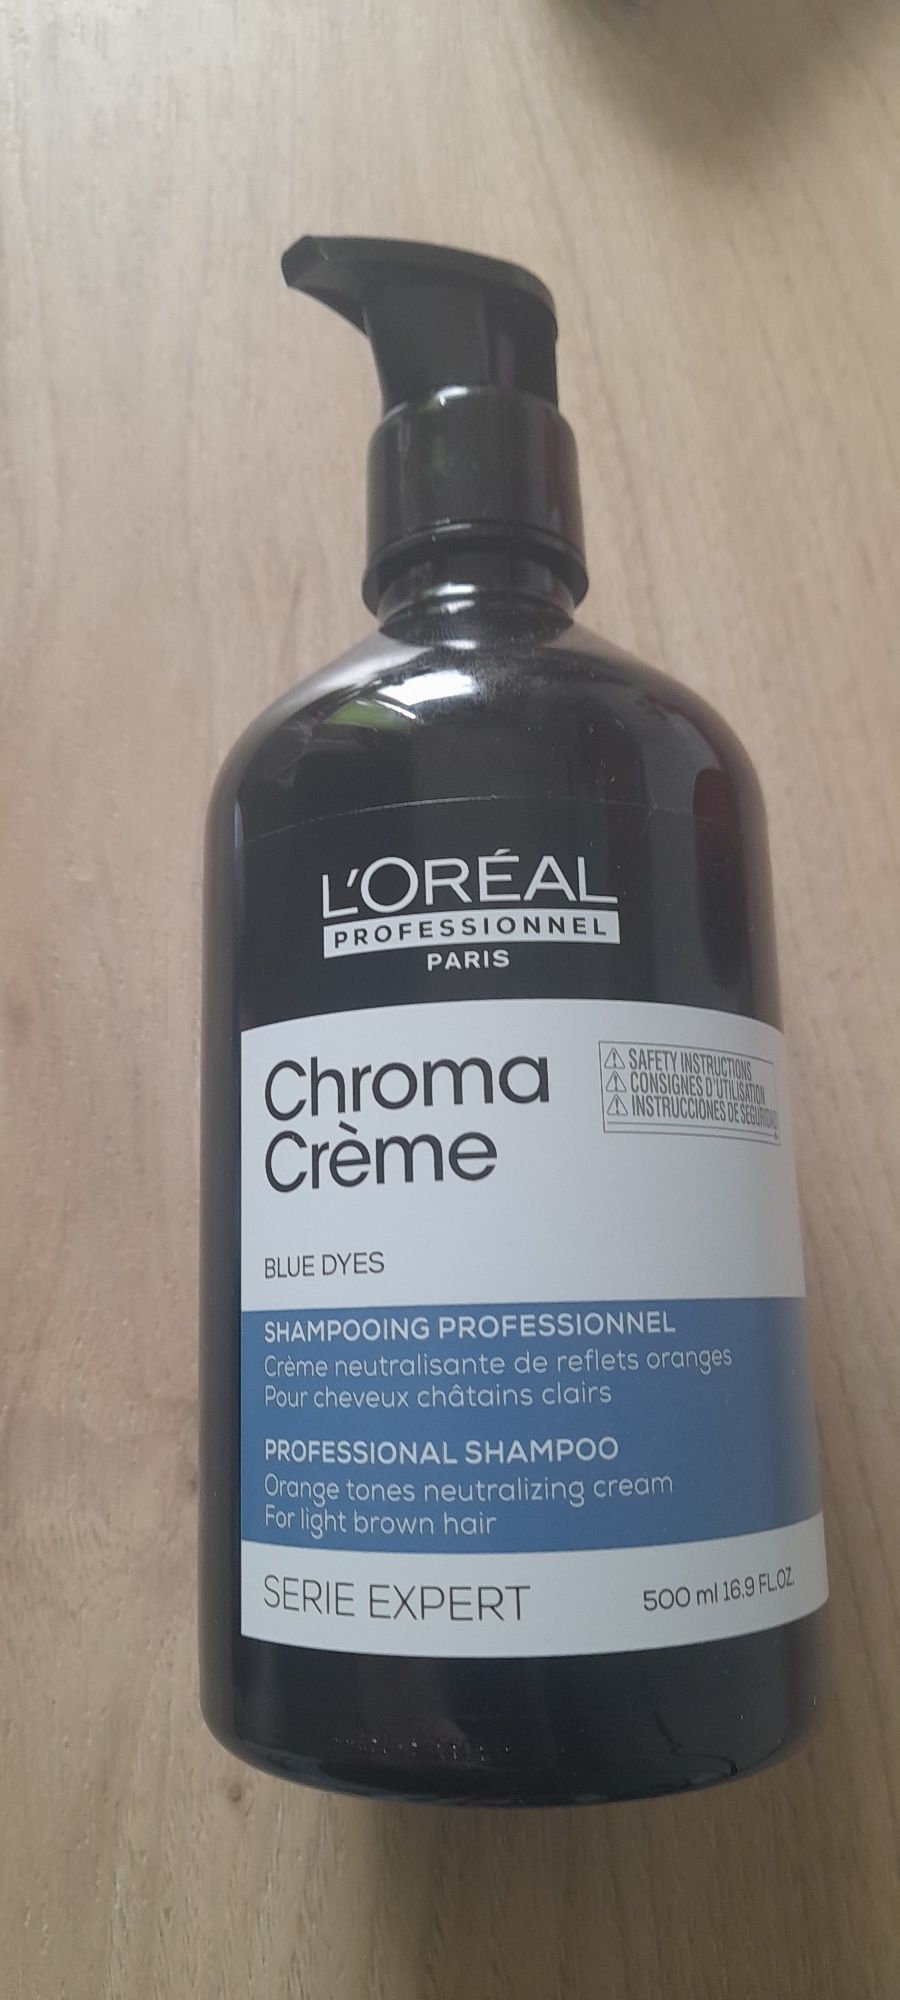 L'ORÉAL
PROFESSIONNEL
PARIS
Chroma
Crème
⚠ SAFETY INSTRUCTIONS
⚠ CONSIGNES D'UTILISATION
⚠ INSTRUCCIONES DE SEGURIDAD
BLUE DYES
SHAMPOOING PROFESSIONNEL
Crème neutralisante de reflets oranges
Pour cheveux châtains clairs
PROFESSIONAL SHAMPOO
Orange tones neutralizing cream
For light brown hair
SERIE EXPERT
500 ml 16.9 FL.OZ.